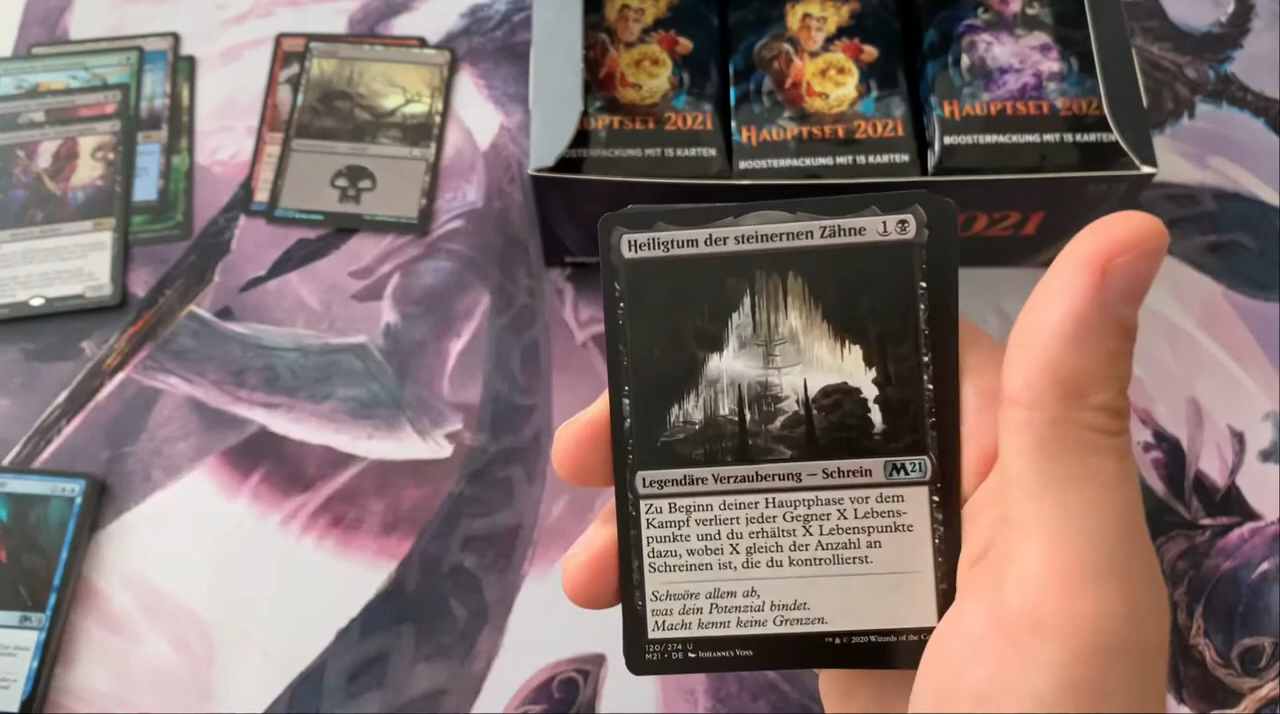 HAUPTSET 2021
BOOSTERPACKUNG MIT 15 KARTEN
HAUPTSET 2021
BOOSTERPACKUNG MIT 15 KARTEN
HAUPTSET 202
BOOSTERPACKUNG MIT 15 KARTEN
2021
Heiligtum der steinernen Zähne 1
Legendäre Verzauberung — Schrein M21
Zu Beginn deiner Hauptphase vor dem
Kampf verliert jeder Gegner X Lebens-
punkte und du erhältst X Lebenspunkte
dazu, wobei X gleich der Anzahl an
Schreinen ist, die du kontrollierst.
Schwöre allem ab,
was dein Potenzial bindet.
Macht kennt keine Grenzen.
120/274 U
M21 • DE Johannes Voss
™ & © 2020 Wizards of the Co